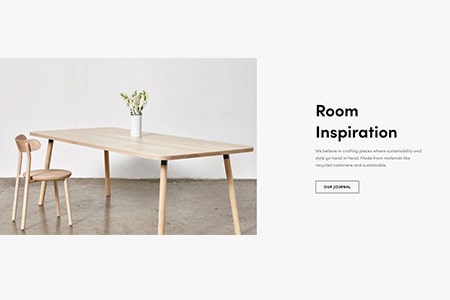 Room
Inspiration
We believe in crafting pieces where sustainability and
style go hand in hand. Made from materials like
recycled cashmere and sustainable.
OUR JOURNAL